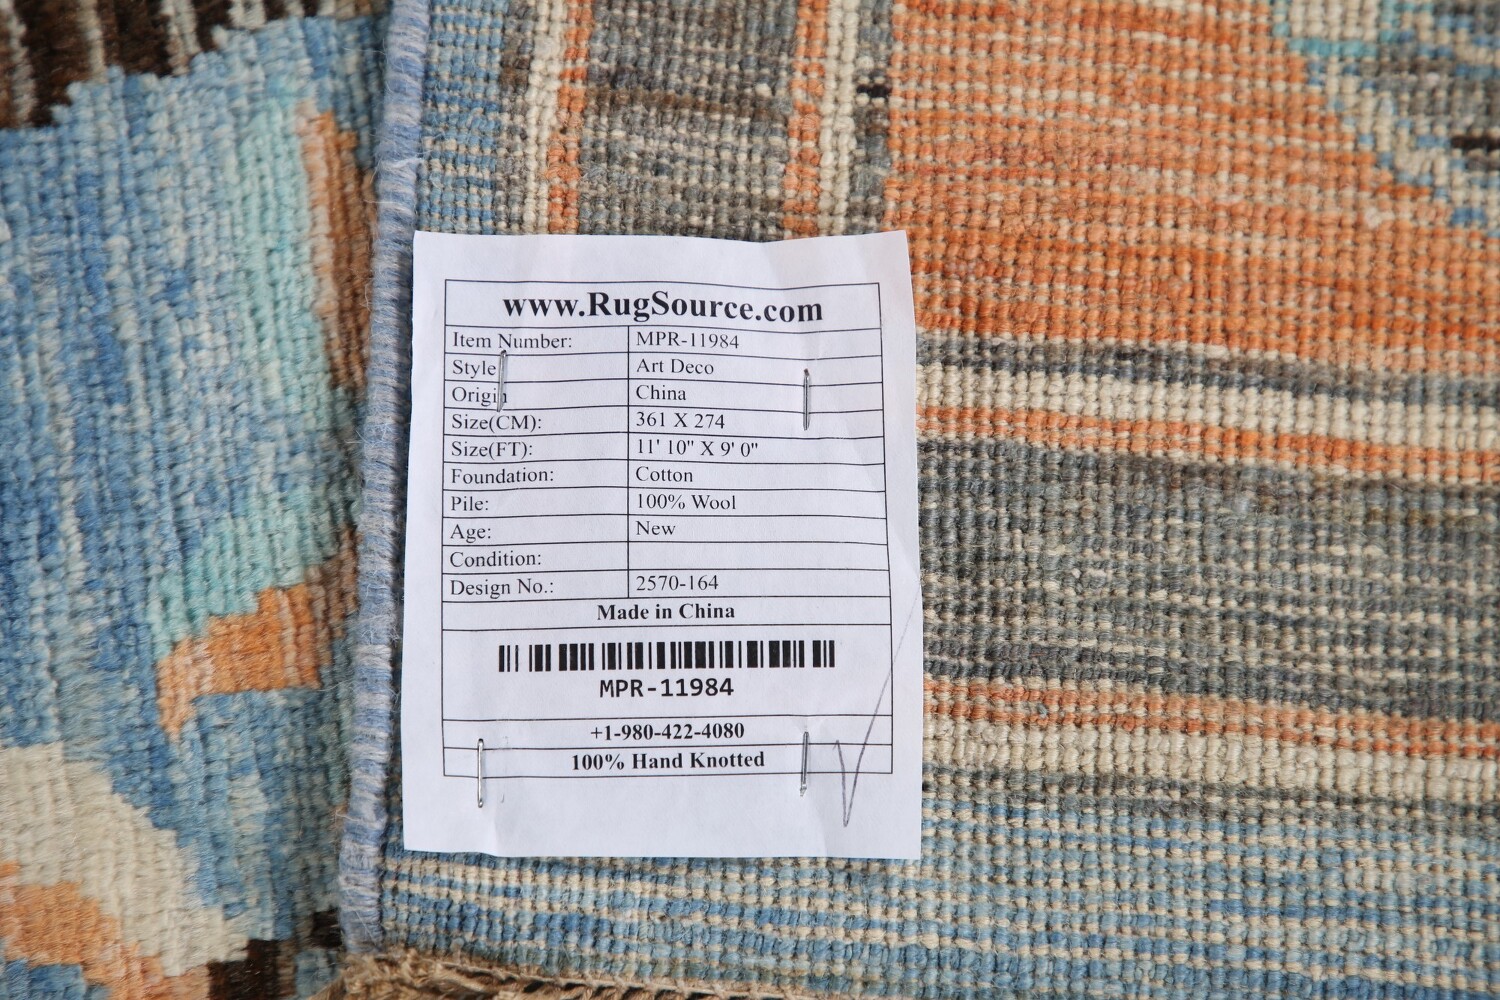 www.RugSource.com
Item Number: MPR-11984
Style Art Deco
Origin China
Size(CM): 361 X 274
Size(FT): 11' 10" X 9' 0"
Foundation: Cotton
Pile: 100% Wool
Age: New
Condition:
Design No.: 2570-164
Made in China
MPR-11984
+1-980-422-4080
100% Hand Knotted